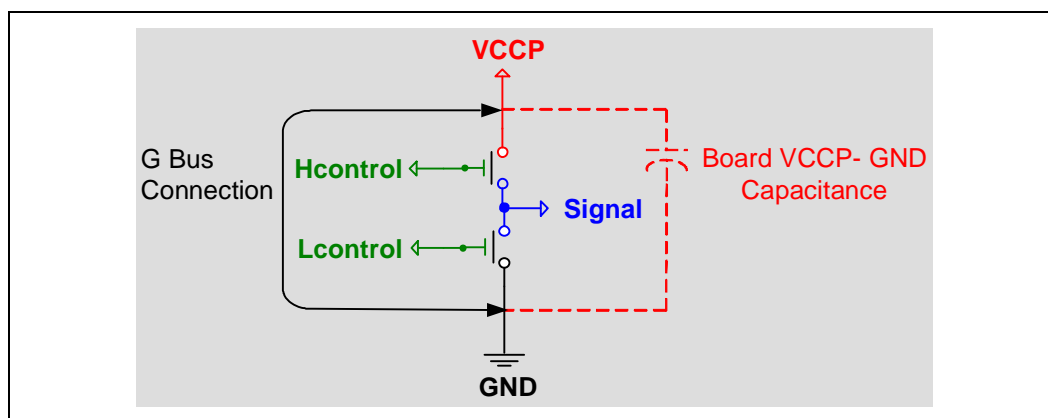 VCCP
G Bus
Connection
Hcontrol
Board VCCP- GND
Capacitance
Signal
Lcontrol
GND